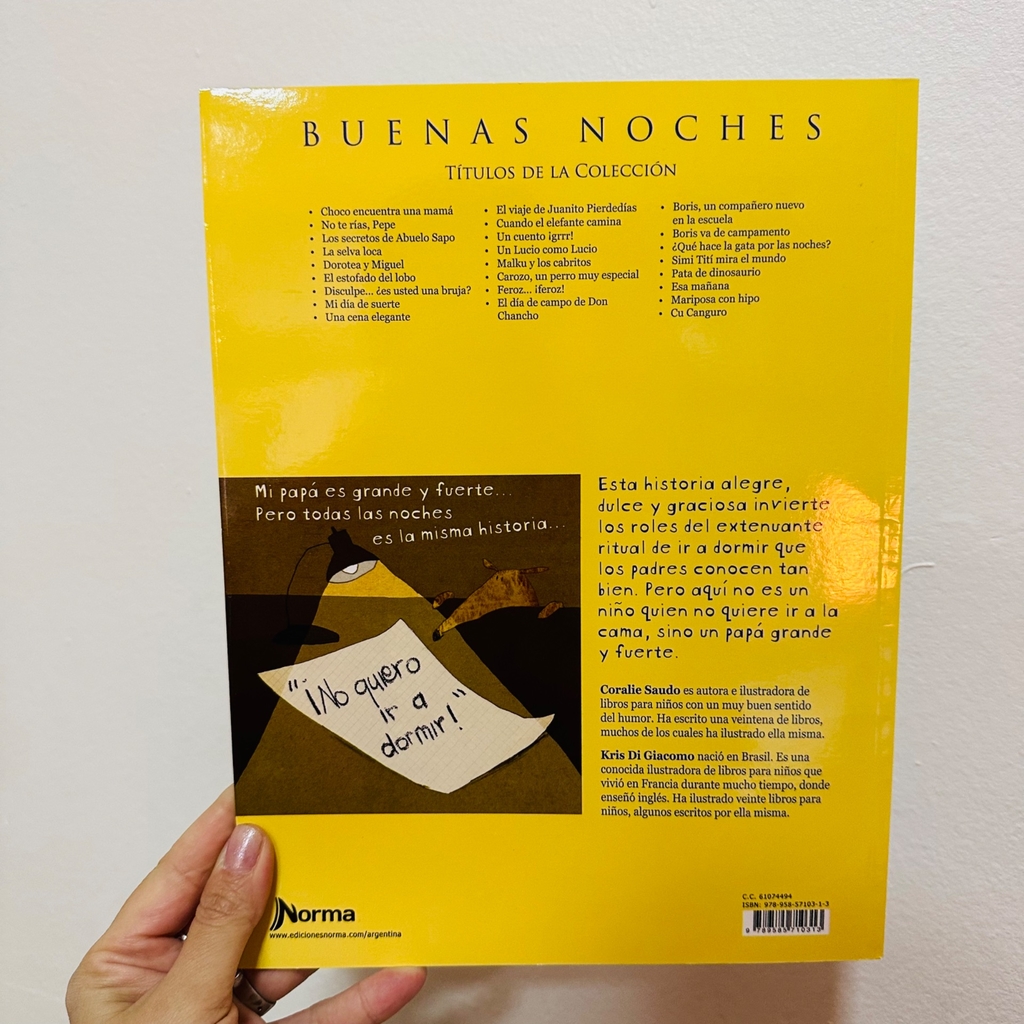 BUENAS NOCHES
TÍTULOS DE LA COLECCIÓN
• Choco encuentra una mamá
• No te rías, Pepe
• Los secretos de Abuelo Sapo
• La selva loca
• Dorotea y Miguel
• El estofado del lobo
• Disculpe... ¿es usted una bruja?
• Mi día de suerte
• Una cena elegante
• El viaje de Juanito Pierdedías
• Cuando el elefante camina
• Un cuento ¡grrr!
• Un Lucio como Lucio
• Malku y los cabritos
• Carozo, un perro muy especial
• Feroz... ¡feroz!
• El día de campo de Don
Chancho
• Boris, un compañero nuevo
en la escuela
• Boris va de campamento
• ¿Qué hace la gata por las noches?
• Simi Tití mira el mundo
• Pata de dinosaurio
• Esa mañana
• Mariposa con hipo
• Cu Canguro
Mi papá es grande y fuerte...
Pero todas las noches
es la misma historia...
"¡No quiero
ir a
dormir!"
Esta historia alegre,
dulce y graciosa invierte
los roles del extenuante
ritual de ir a dormir que
los padres conocen tan
bien. Pero aquí no es un
niño quien no quiere ir a la
cama, sino un papá grande
y fuerte.
Coralie Saudo es autora e ilustradora de
libros para niños con un muy buen sentido
del humor. Ha escrito una veintena de libros,
muchos de los cuales ha ilustrado ella misma.
Kris Di Giacomo nació en Brasil. Es una
conocida ilustradora de libros para niños que
vivió en Francia durante mucho tiempo, donde
enseñó inglés. Ha ilustrado veinte libros para
niños, algunos escritos por ella misma.
Norma
www.edicionesnorma.com/argentina
C.C. 61074494
ISBN: 978-958-57103-1-3
9 789585 710313